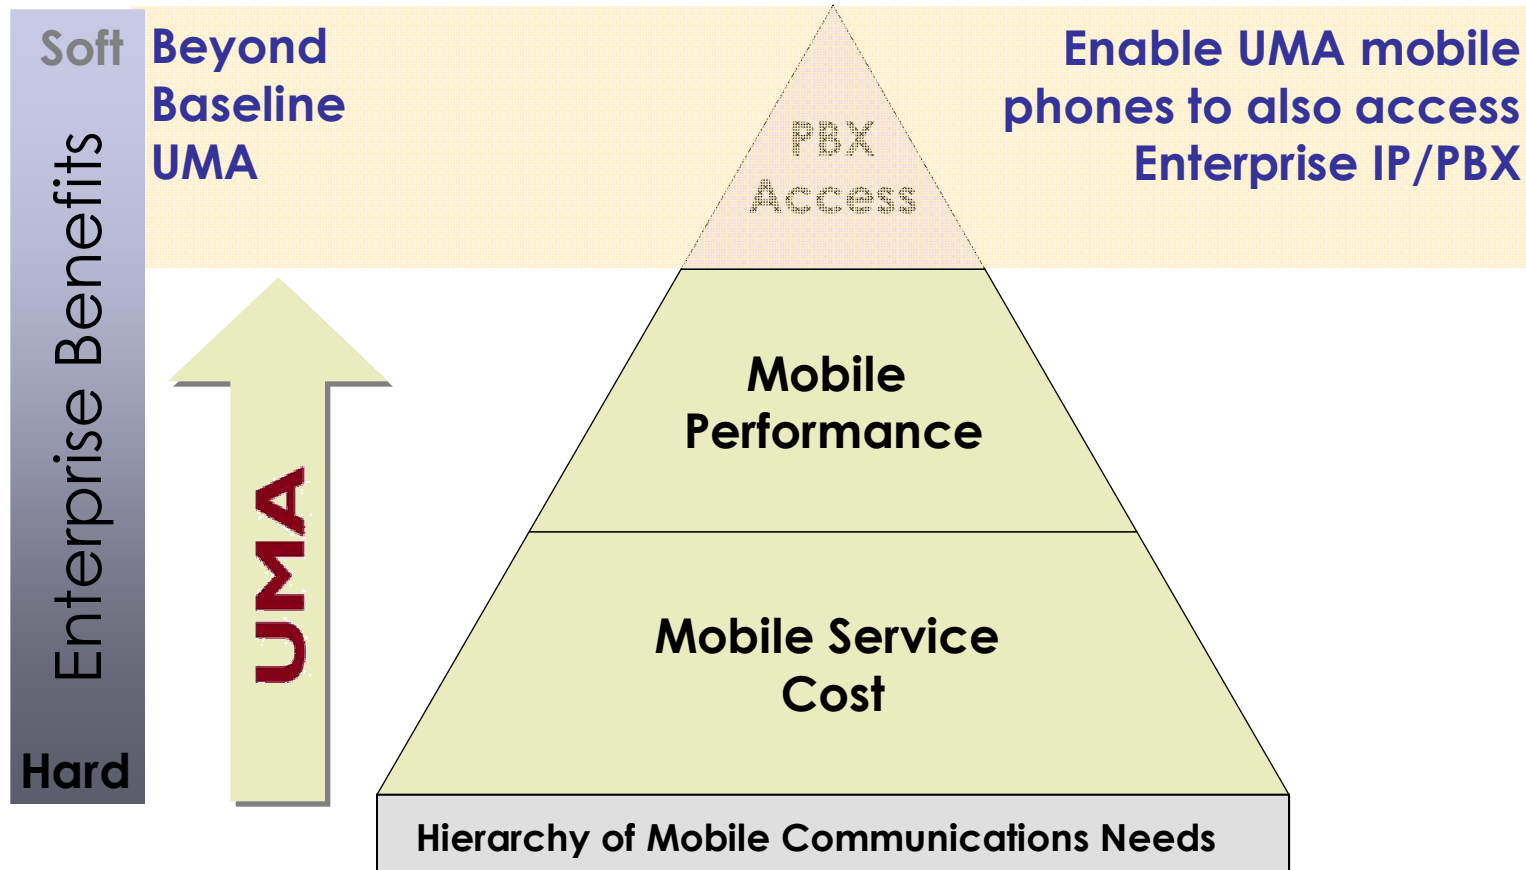 Soft
Enterprise Benefits
Hard
Beyond
Baseline
UMA
Enable UMA mobile
phones to also access
Enterprise IP/PBX
UMA
PBX
Access
Mobile
Performance
Mobile Service
Cost
Hierarchy of Mobile Communications Needs